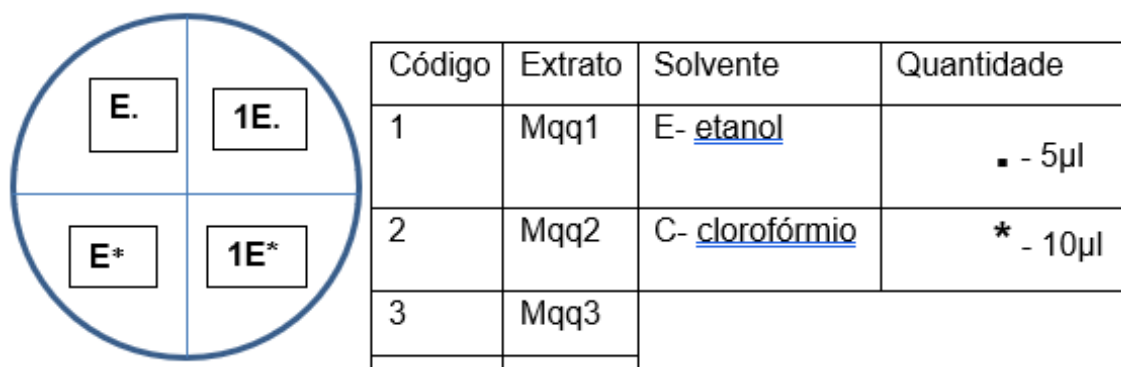 E.
1E.
E*
1E*
Código Extrato Solvente Quantidade
1 Mqq1 E- etanol . - 5µl
2 Mqq2 C- clorofórmio * - 10µl
3 Mqq3